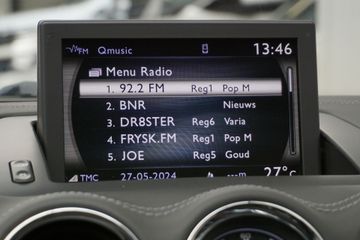 FM Qmusic 13:46
Menu Radio
1. 92.2 FM Reg1 Pop M
2. BNR Nieuws
3. DR8STER Reg6 Varia
4. FRYSK.FM Reg1 Pop M
5. JOE Reg5 Goud
TMC 27-05-2024 27°C